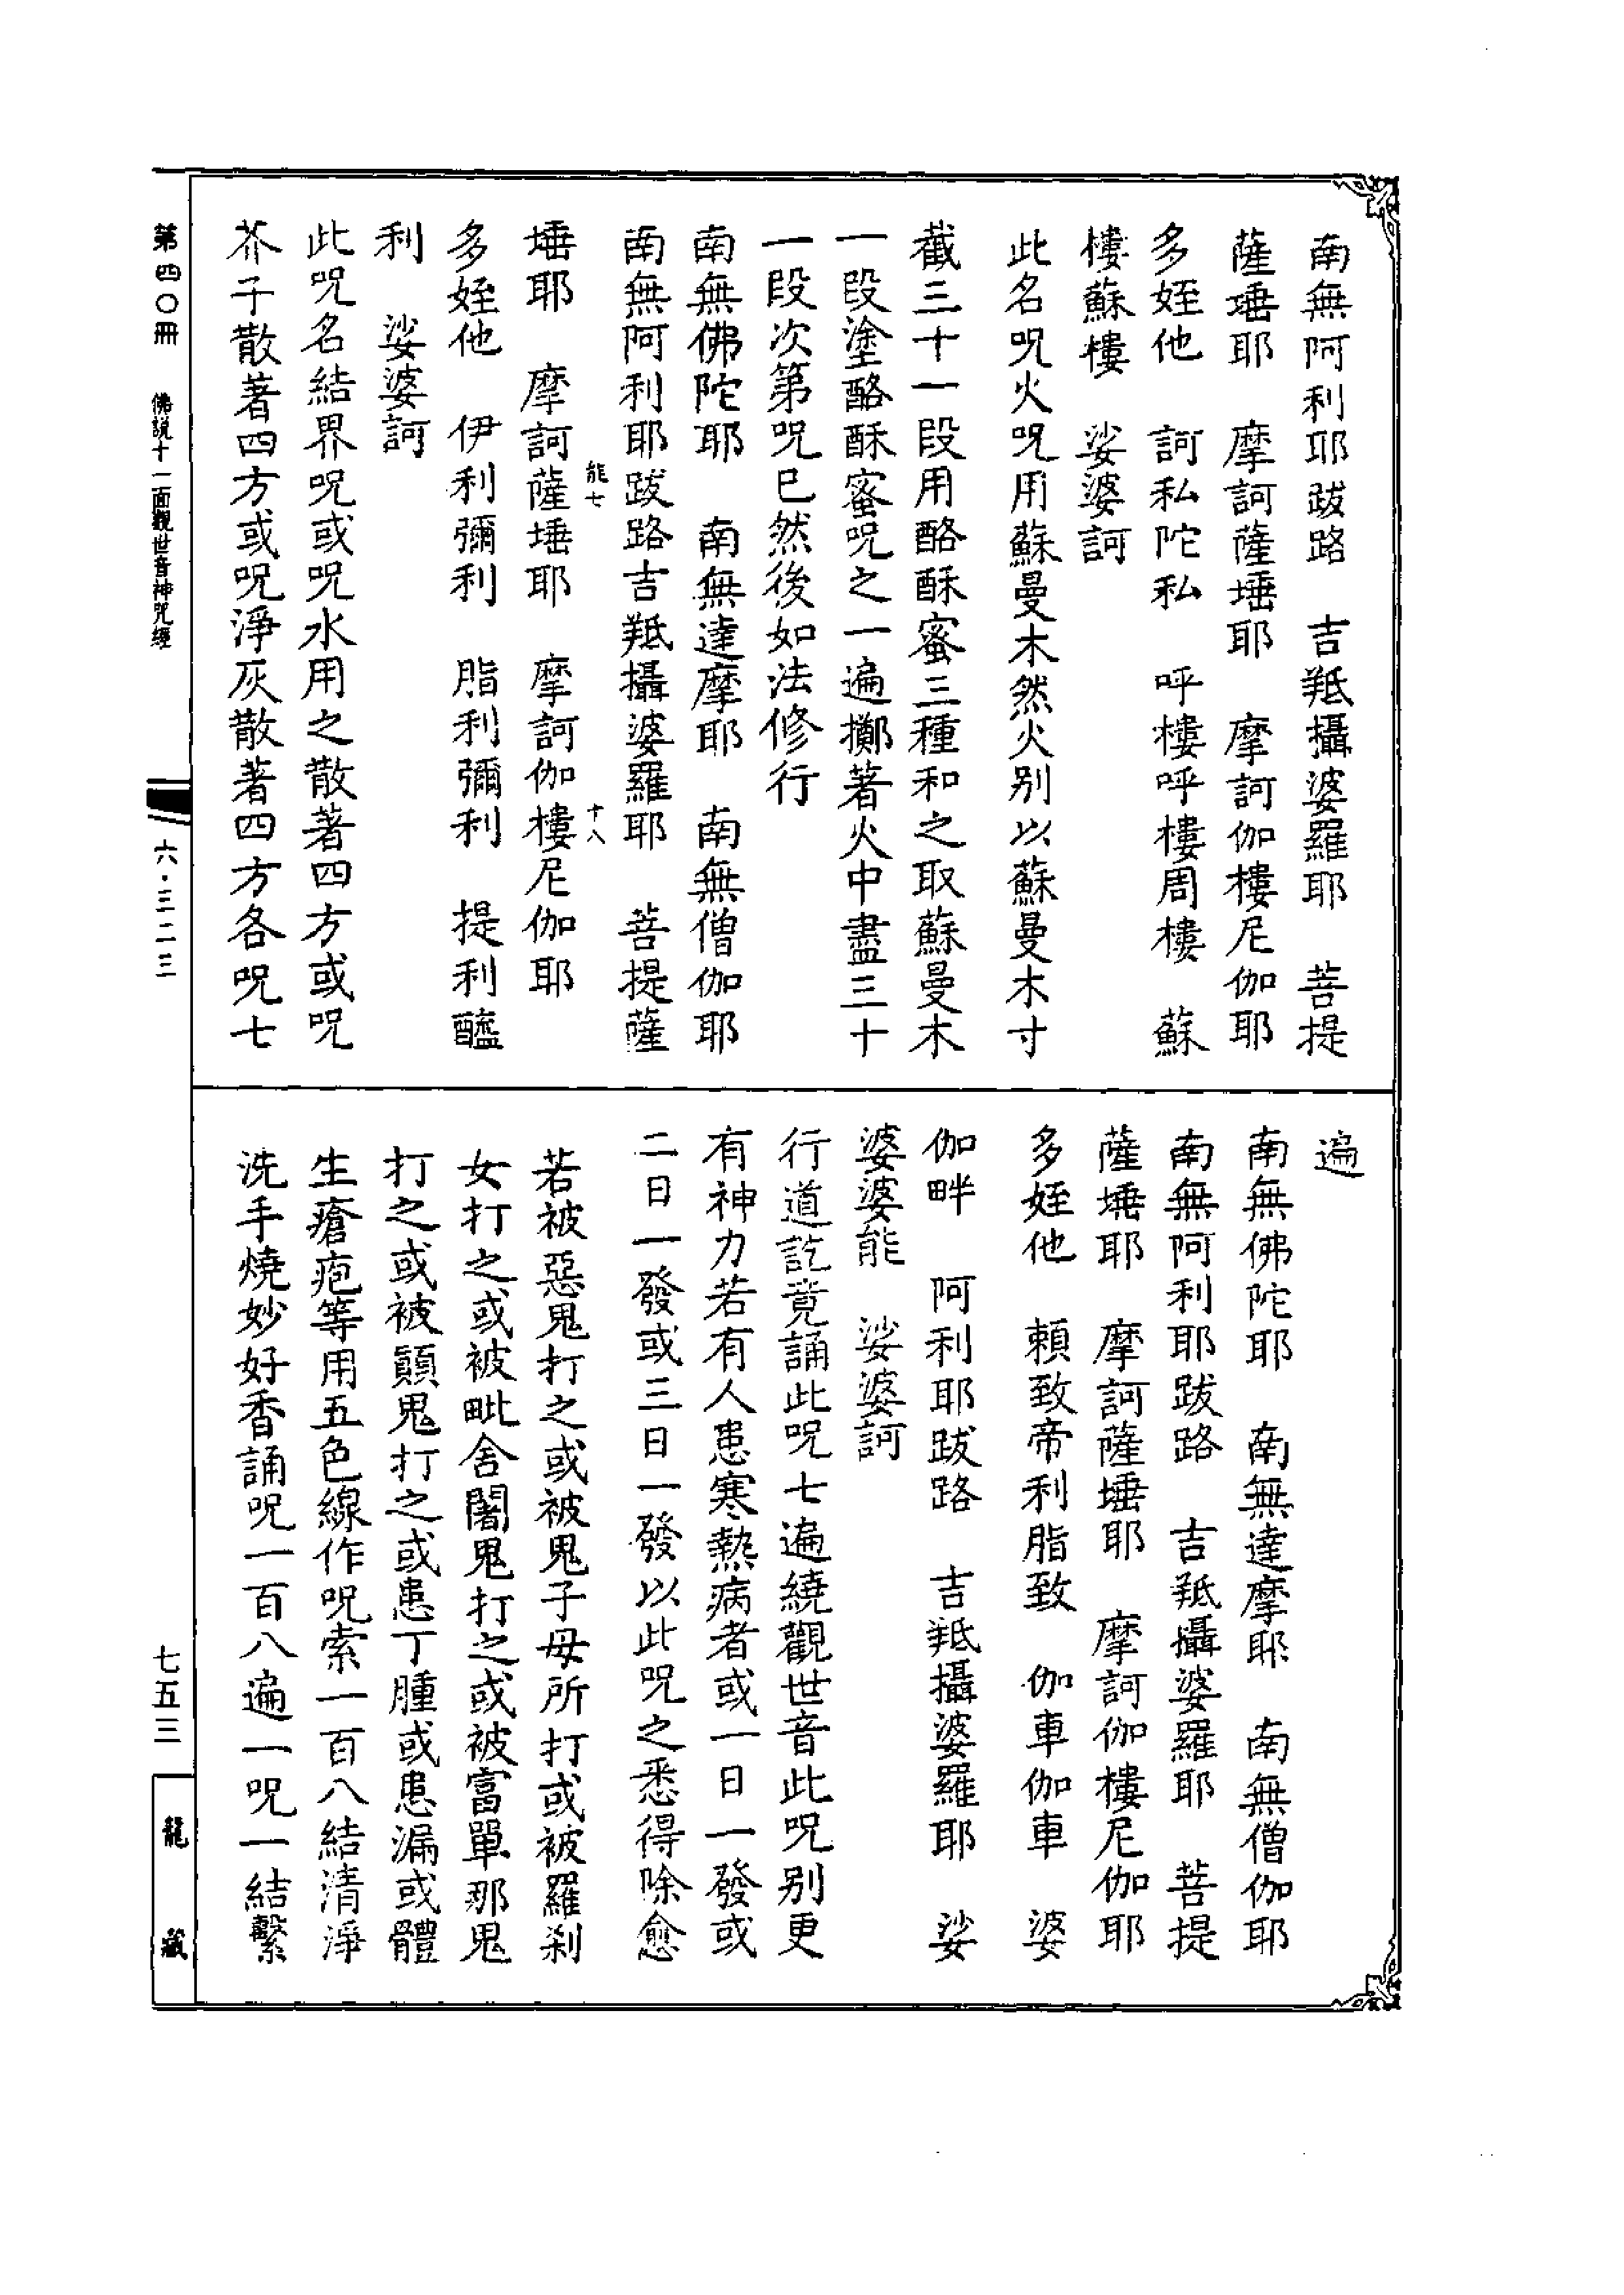 南無阿利耶跋路　吉羝攝婆羅耶　菩提
薩埵耶　摩訶薩埵耶　摩訶伽樓尼伽耶
多姪他　訶私陀私　呼樓呼樓周樓　蘇
樓蘇樓　娑婆訶
此名呪火呪用蘇曼木然火别以蘇曼木寸
截三十一段用酪酥蜜三種和之取蘇曼木
一段塗酪酥蜜呪之一遍擲著火中盡三十
一段次第呪已然後如法修行
南無佛陀耶　南無達摩耶　南無僧伽耶
南無阿利耶跋路吉羝攝婆羅耶　菩提薩
能七　十八
埵耶　摩訶薩埵耶　摩訶伽樓尼伽耶
多姪他　伊利彌利　脂利彌利　提利醯
利　娑婆訶
此呪名結界呪或呪水用之散著四方或呪
芥子散著四方或呪淨灰散著四方各呪七
遍
南無佛陀耶　南無達摩耶　南無僧伽耶
南無阿利耶跋路　吉羝攝婆羅耶　菩提
薩埵耶　摩訶薩埵耶　摩訶伽樓尼伽耶
多姪他　頼致帝利脂致　伽車伽車　婆
伽畔　阿利耶跋路　吉羝攝婆羅耶　娑
婆婆能　娑婆訶
行道訖竟誦此呪七遍繞觀世音此呪别更
有神力若有人患寒熱病者或一日一發或
二日一發或三日一發以此呪之悉得除愈
若被惡鬼打之或被鬼子母所打或被羅刹
女打之或被毗舍闍鬼打之或被富單那鬼
打之或被顛鬼打之或患丁腫或患漏或體
生瘡疱等用五色線作呪索一百八結清淨
洗手燒妙好香誦呪一百八遍一呪一結繫
第四〇冊　佛説十一面觀世音神咒經
六·三二三
七五三
龍藏